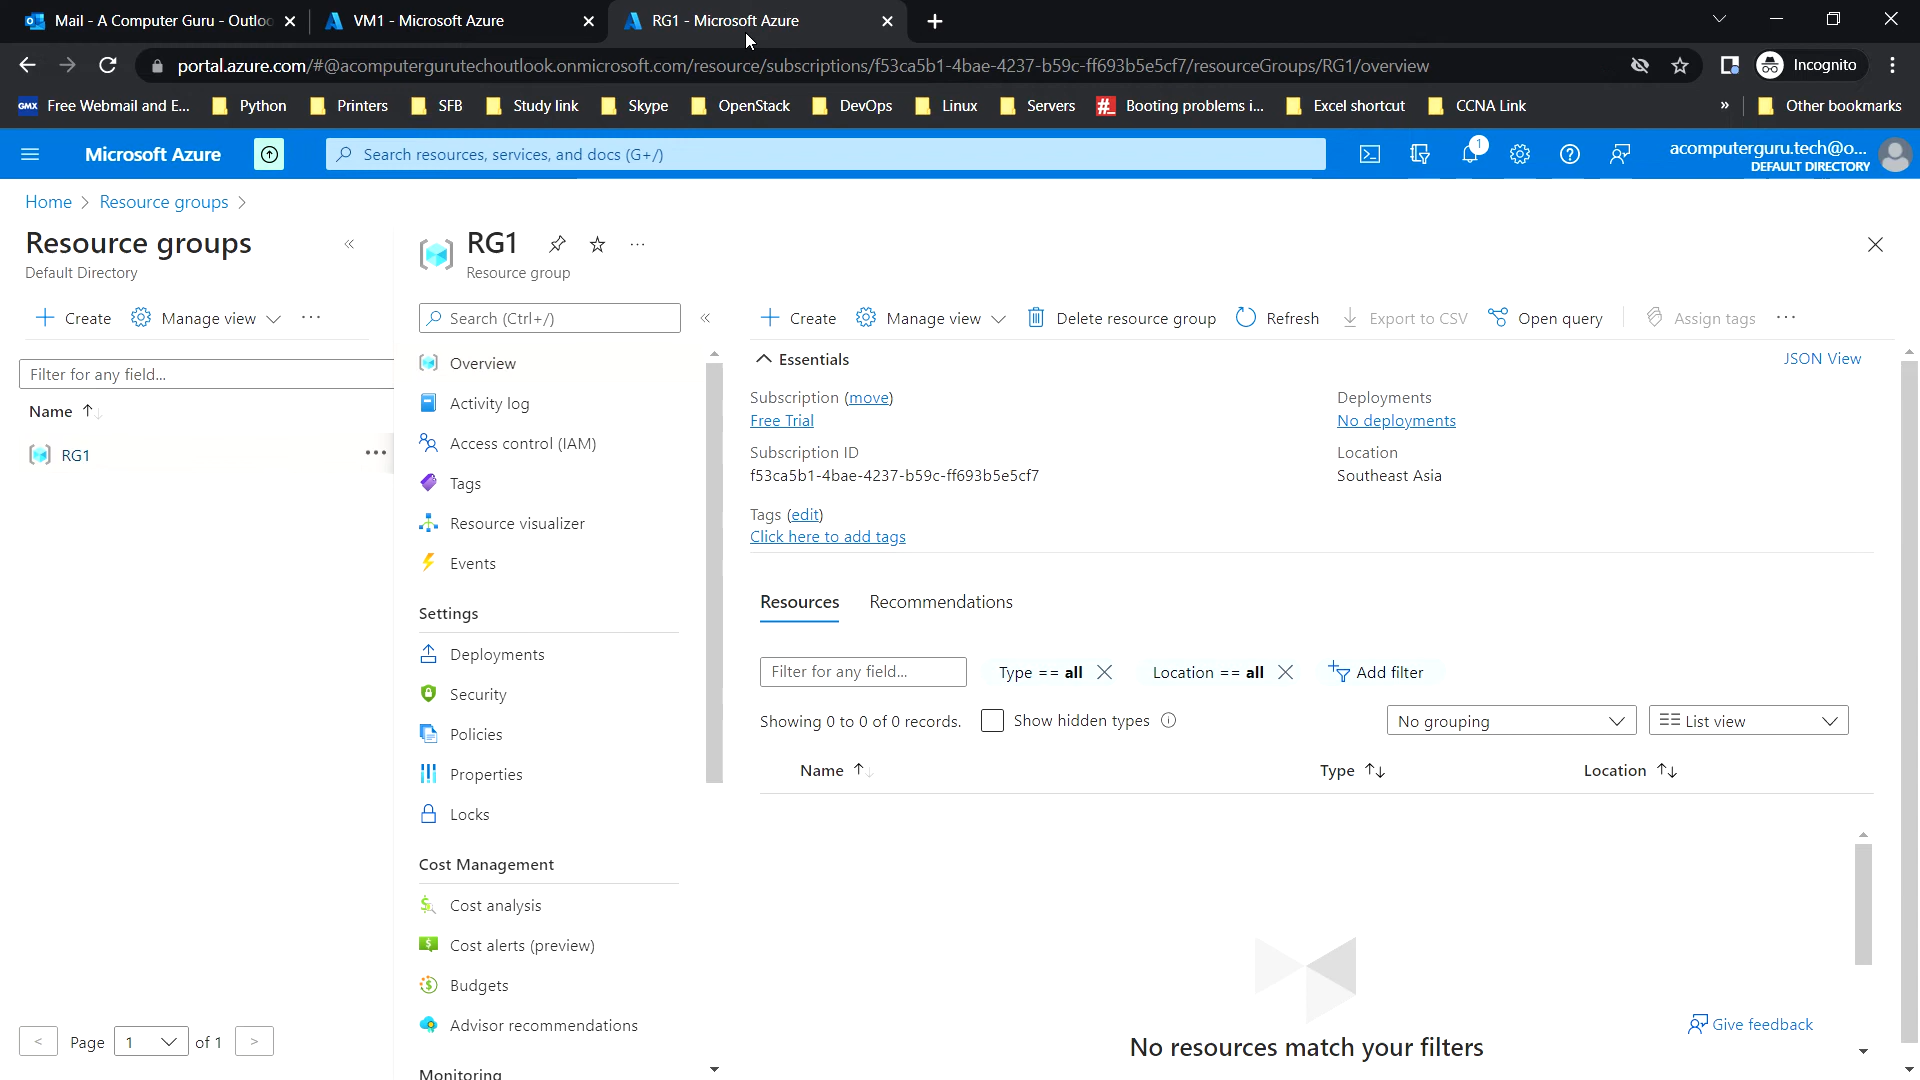 Mail - A Computer Guru - Outlo
VM1 - Microsoft Azure
RG1 - Microsoft Azure
portal.azure.com/#@acomputergurutechoutlook.onmicrosoft.com/resource/subscriptions/f53ca5b1-4bae-4237-b59c-ff693b5e5cf7/resourceGroups/RG1/overview
Incognito
GMX Free Webmail and E...
Python
Printers
SFB
Study link
Skype
OpenStack
DevOps
Linux
Servers
Booting problems i...
Excel shortcut
CCNA Link
»
Other bookmarks
Microsoft Azure
Search resources, services, and docs (G+/)
1
acomputerguru.tech@o...
DEFAULT DIRECTORY
Home > Resource groups >
Resource groups
Default Directory
«
+ Create
Manage view
...
Filter for any field...
Name ↑↓
RG1
...
< Page 1 of 1 >
RG1
Resource group
...
Search (Ctrl+/)
«
Overview
Activity log
Access control (IAM)
Tags
Resource visualizer
Events
Settings
Deployments
Security
Policies
Properties
Locks
Cost Management
Cost analysis
Cost alerts (preview)
Budgets
Advisor recommendations
Monitoring
+ Create
Manage view
Delete resource group
Refresh
Export to CSV
Open query
Assign tags
...
Essentials
JSON View
Subscription (move)
Free Trial
Subscription ID
f53ca5b1-4bae-4237-b59c-ff693b5e5cf7
Deployments
No deployments
Location
Southeast Asia
Tags (edit)
Click here to add tags
Resources
Recommendations
Filter for any field...
Type == all
Location == all
Add filter
Showing 0 to 0 of 0 records.
Show hidden types
No grouping
List view
Name ↑↓
Type ↑↓
Location ↑↓
No resources match your filters
Give feedback